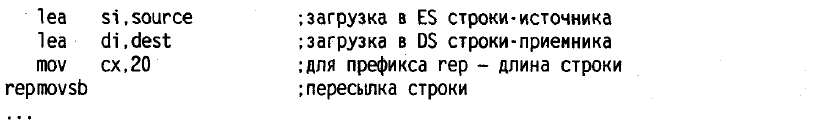 lea si,source ;загрузка в ES строки-источника
lea di,dest ;загрузка в DS строки-приемника
mov cx,20 ;для префикса rep – длина строки
repmovsb ;пересылка строки
...